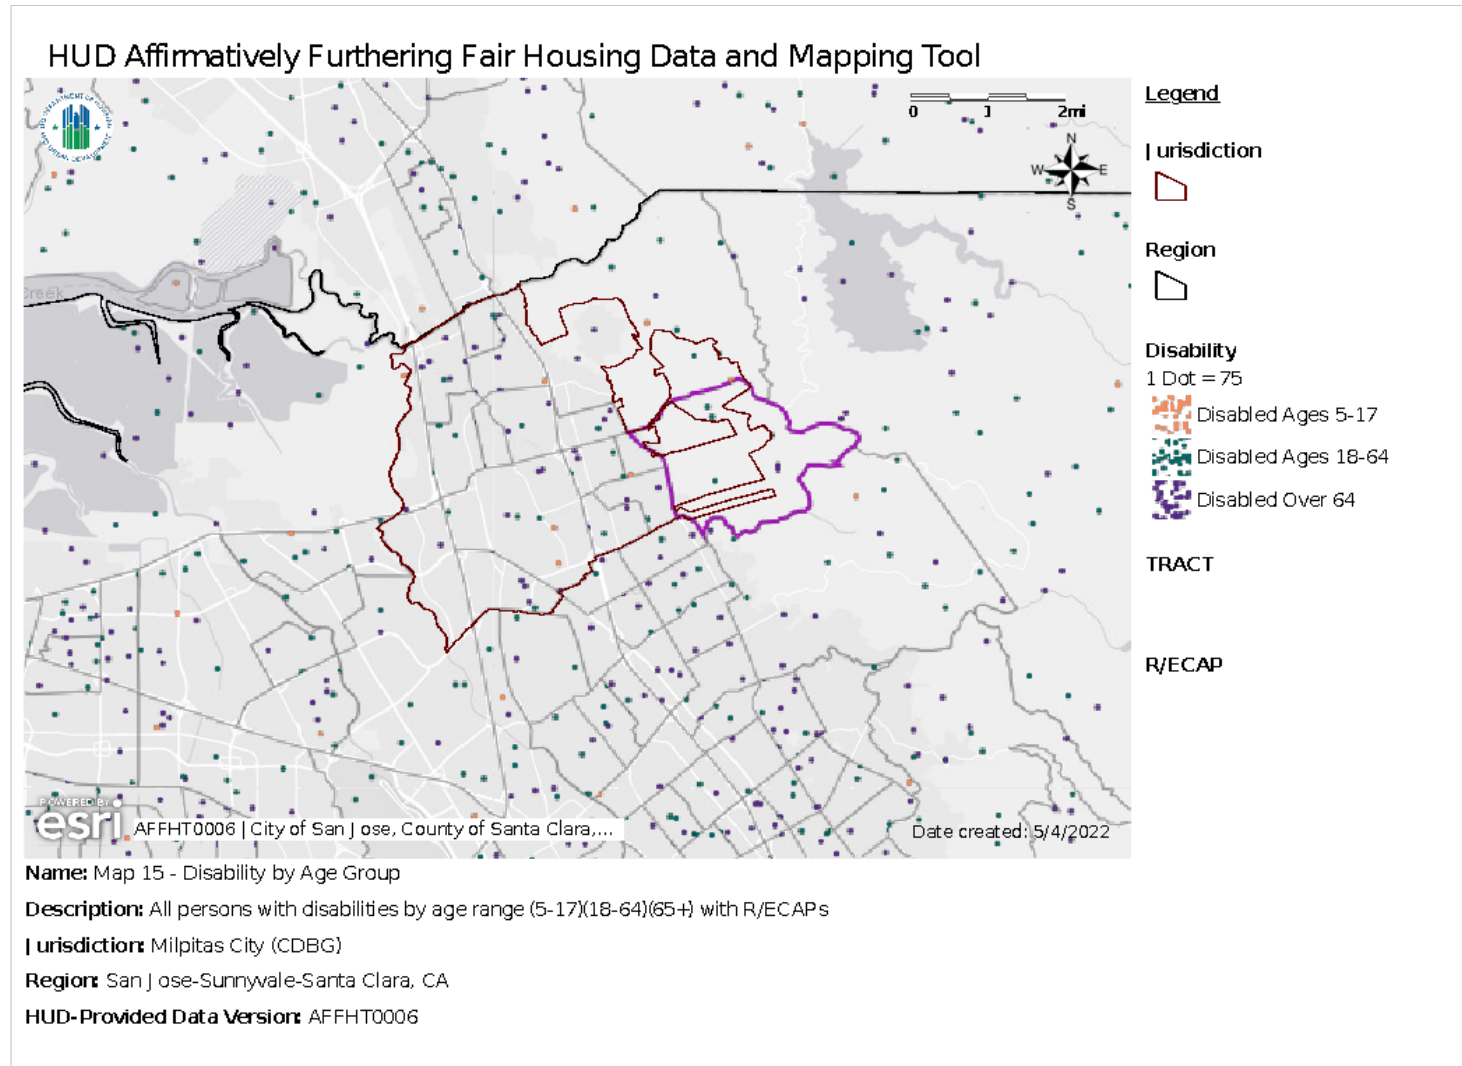 HUD Affirmatively Furthering Fair Housing Data and Mapping Tool
0 1 2mi
N
W E
S
Creek
POWERED BY
esri
AFFHT0006 | City of San Jose, County of Santa Clara,...
Date created: 5/4/2022
Legend
Jurisdiction
Region
Disability
1 Dot = 75
Disabled Ages 5-17
Disabled Ages 18-64
Disabled Over 64
TRACT
R/ECAP
Name: Map 15 - Disability by Age Group
Description: All persons with disabilities by age range (5-17)(18-64)(65+) with R/ECAPs
Jurisdiction: Milpitas City (CDBG)
Region: San Jose-Sunnyvale-Santa Clara, CA
HUD-Provided Data Version: AFFHT0006